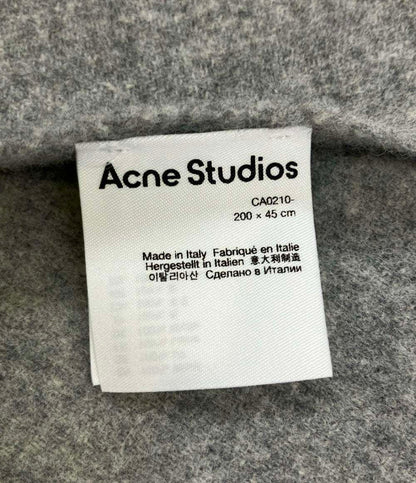 Acne Studios
CA0210-
200 × 45 cm
Made in Italy Fabriqué en Italie
Hergestellt in Italien 意大利制造
이탈리아산 Сделано в Италии